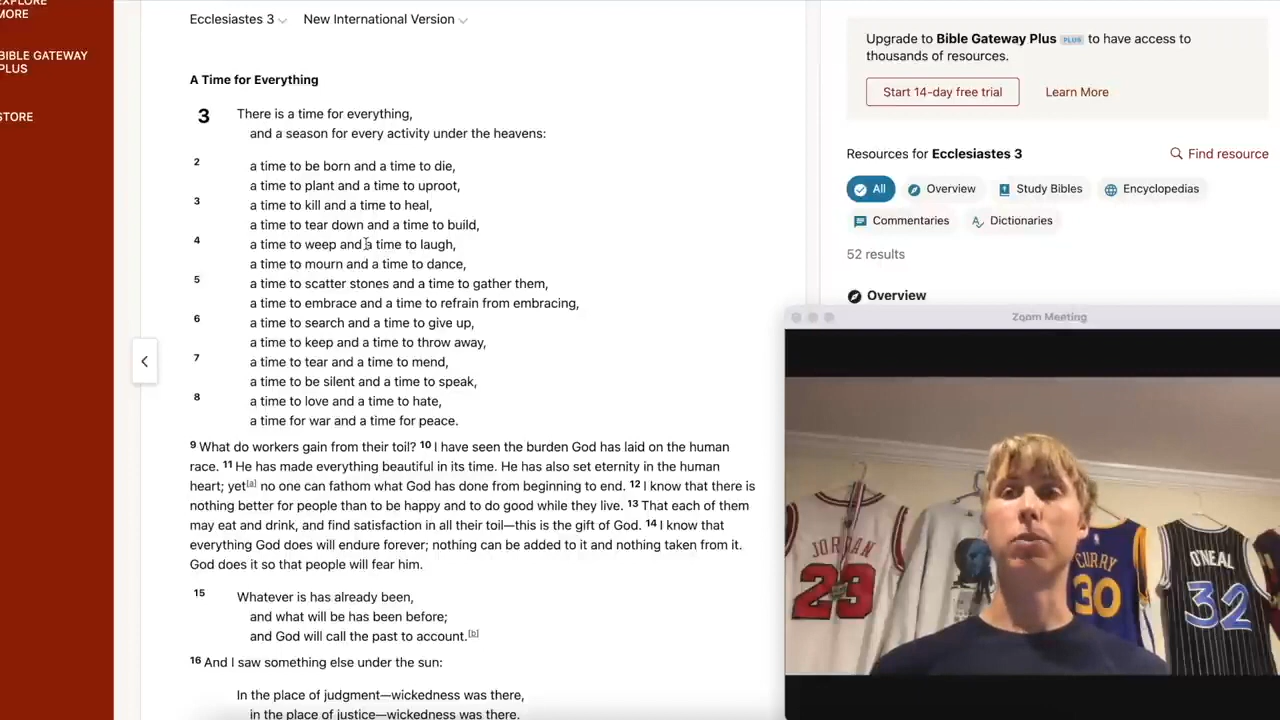 EXPLORE
MORE
BIBLE GATEWAY
PLUS
STORE
Ecclesiastes 3 New International Version
A Time for Everything
3 There is a time for everything,
and a season for every activity under the heavens:
2 a time to be born and a time to die,
a time to plant and a time to uproot,
3 a time to kill and a time to heal,
a time to tear down and a time to build,
4 a time to weep and a time to laugh,
a time to mourn and a time to dance,
5 a time to scatter stones and a time to gather them,
a time to embrace and a time to refrain from embracing,
6 a time to search and a time to give up,
a time to keep and a time to throw away,
7 a time to tear and a time to mend,
a time to be silent and a time to speak,
8 a time to love and a time to hate,
a time for war and a time for peace.
9 What do workers gain from their toil? 10 I have seen the burden God has laid on the human
race. 11 He has made everything beautiful in its time. He has also set eternity in the human
heart; yet[a] no one can fathom what God has done from beginning to end. 12 I know that there is
nothing better for people than to be happy and to do good while they live. 13 That each of them
may eat and drink, and find satisfaction in all their toil—this is the gift of God. 14 I know that
everything God does will endure forever; nothing can be added to it and nothing taken from it.
God does it so that people will fear him.
15 Whatever is has already been,
and what will be has been before;
and God will call the past to account.[b]
16 And I saw something else under the sun:
In the place of judgment—wickedness was there,
in the place of justice—wickedness was there.
Upgrade to Bible Gateway Plus PLUS to have access to
thousands of resources.
Start 14-day free trial Learn More
Resources for Ecclesiastes 3 Find resource
All Overview Study Bibles Encyclopedias
Commentaries Dictionaries
52 results
Overview
Zoom Meeting
JORDAN
23
CURRY
30
O'NEAL
32